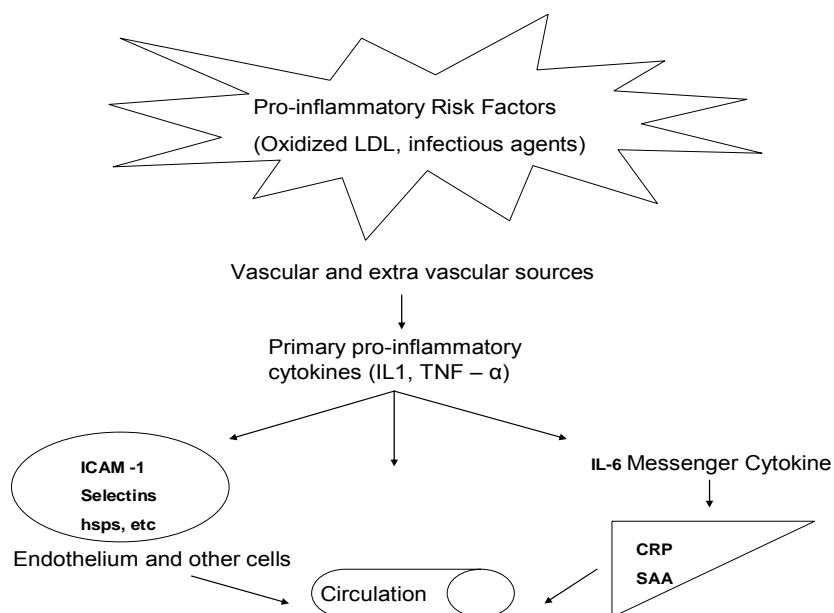 Pro-inflammatory Risk Factors
(Oxidized LDL, infectious agents)
Vascular and extra vascular sources
Primary pro-inflammatory
cytokines (IL1, TNF – α)
ICAM -1
Selectins
hsps, etc
IL-6 Messenger Cytokine
Endothelium and other cells
CRP
SAA
Circulation